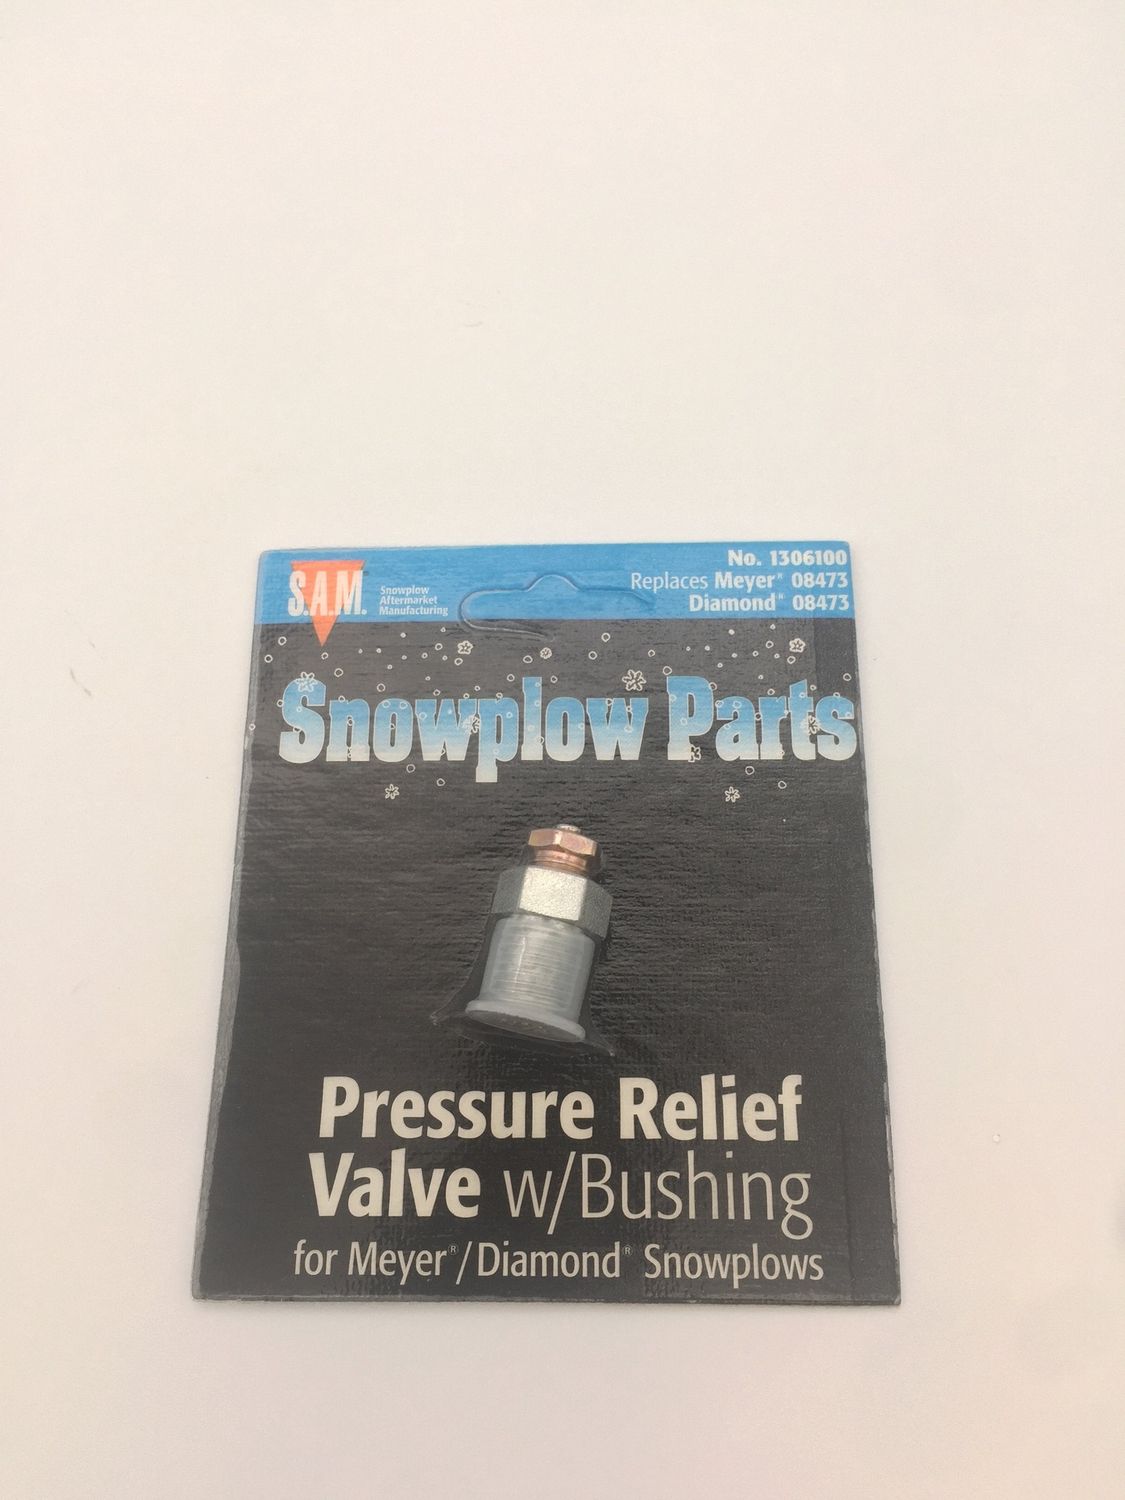 S.A.M.
Snowplow
Aftermarket
Manufacturing
No. 1306100
Replaces Meyer® 08473
Diamond® 08473
Snowplow Parts
Pressure Relief
Valve w/Bushing
for Meyer®/Diamond® Snowplows